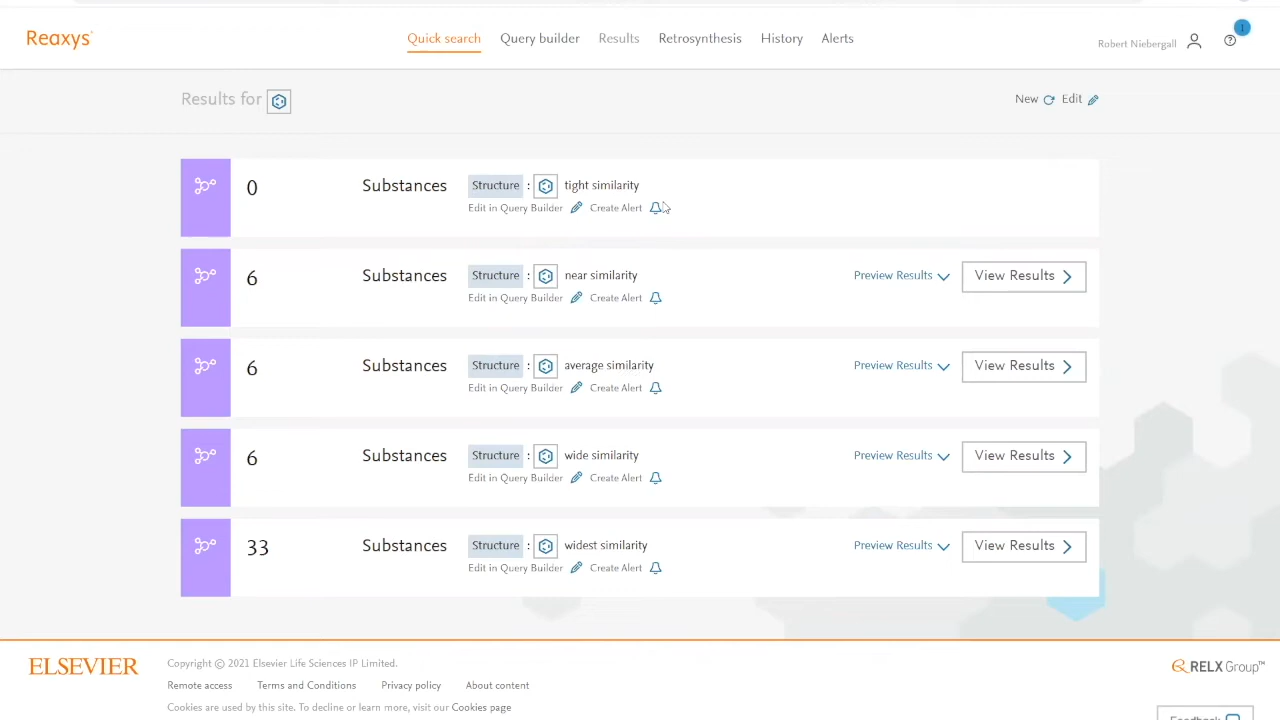 Reaxys
Quick search Query builder Results Retrosynthesis History Alerts
Robert Niebergall
Results for
New Edit
0 Substances Structure : tight similarity
Edit in Query Builder Create Alert
6 Substances Structure : near similarity Preview Results View Results
Edit in Query Builder Create Alert
6 Substances Structure : average similarity Preview Results View Results
Edit in Query Builder Create Alert
6 Substances Structure : wide similarity Preview Results View Results
Edit in Query Builder Create Alert
33 Substances Structure : widest similarity Preview Results View Results
Edit in Query Builder Create Alert
ELSEVIER
Copyright © 2021 Elsevier Life Sciences IP Limited.
Remote access Terms and Conditions Privacy policy About content
Cookies are used by this site. To decline or learn more, visit our Cookies page
RELX Group™
Feedback